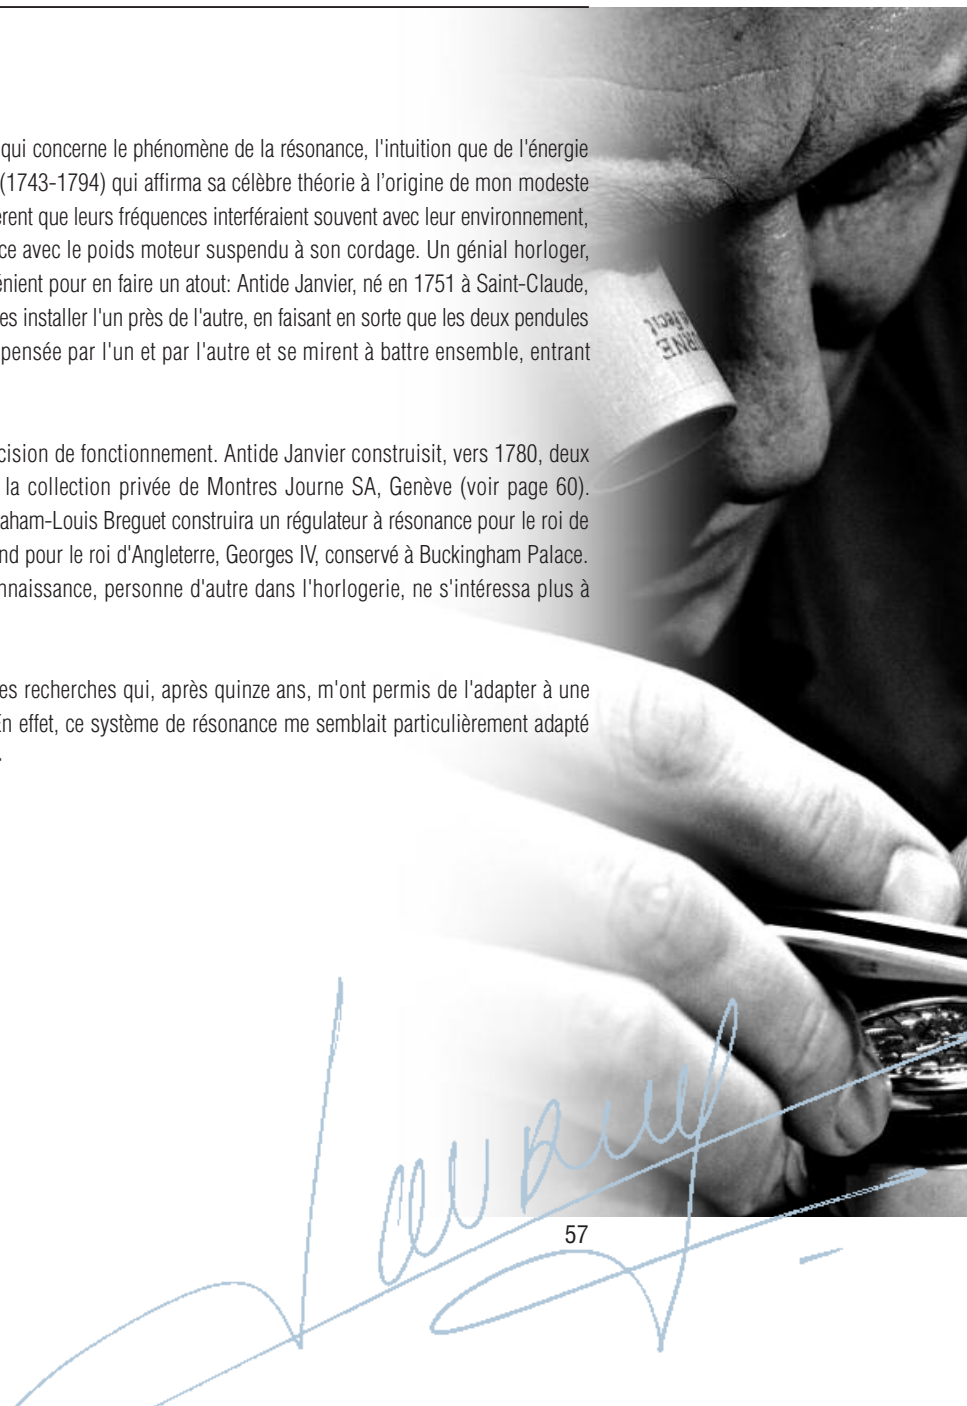 qui concerne le phénomène de la résonance, l'intuition que de l'énergie
(1743-1794) qui affirma sa célèbre théorie à l’origine de mon modeste
èrent que leurs fréquences interféraient souvent avec leur environnement,
ce avec le poids moteur suspendu à son cordage. Un génial horloger,
énient pour en faire un atout: Antide Janvier, né en 1751 à Saint-Claude,
es installer l'un près de l'autre, en faisant en sorte que les deux pendules
pensée par l'un et par l'autre et se mirent à battre ensemble, entrant
cision de fonctionnement. Antide Janvier construisit, vers 1780, deux
la collection privée de Montres Journe SA, Genève (voir page 60).
aham-Louis Breguet construira un régulateur à résonance pour le roi de
nd pour le roi d'Angleterre, Georges IV, conservé à Buckingham Palace.
nnaissance, personne d'autre dans l'horlogerie, ne s'intéressa plus à
es recherches qui, après quinze ans, m'ont permis de l'adapter à une
En effet, ce système de résonance me semblait particulièrement adapté
.
57